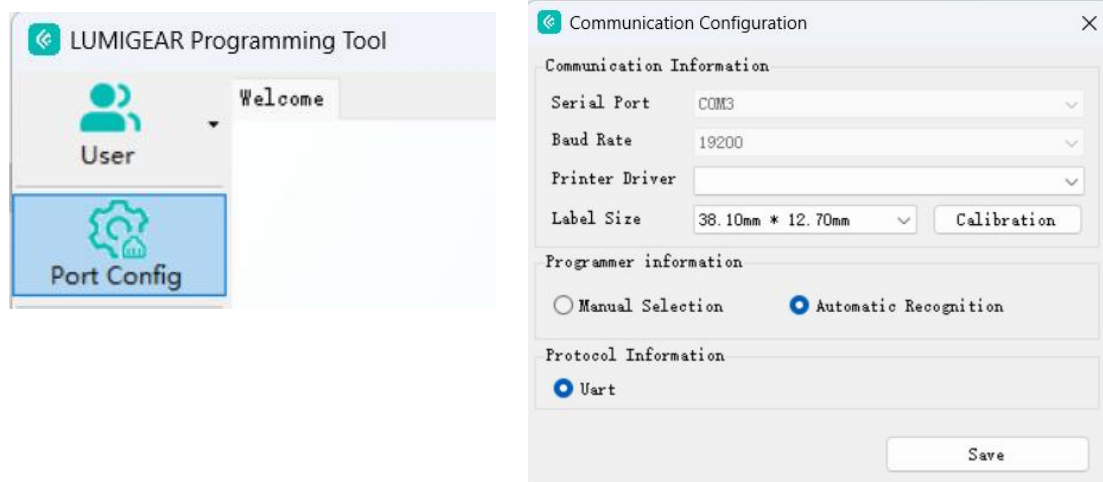 LUMIGEAR Programming Tool
User
Welcome
Port Config
Communication Configuration
Communication Information
Serial Port COM3
Baud Rate 19200
Printer Driver
Label Size 38.10mm * 12.70mm Calibration
Programmer information
Manual Selection Automatic Recognition
Protocol Information
Uart
Save